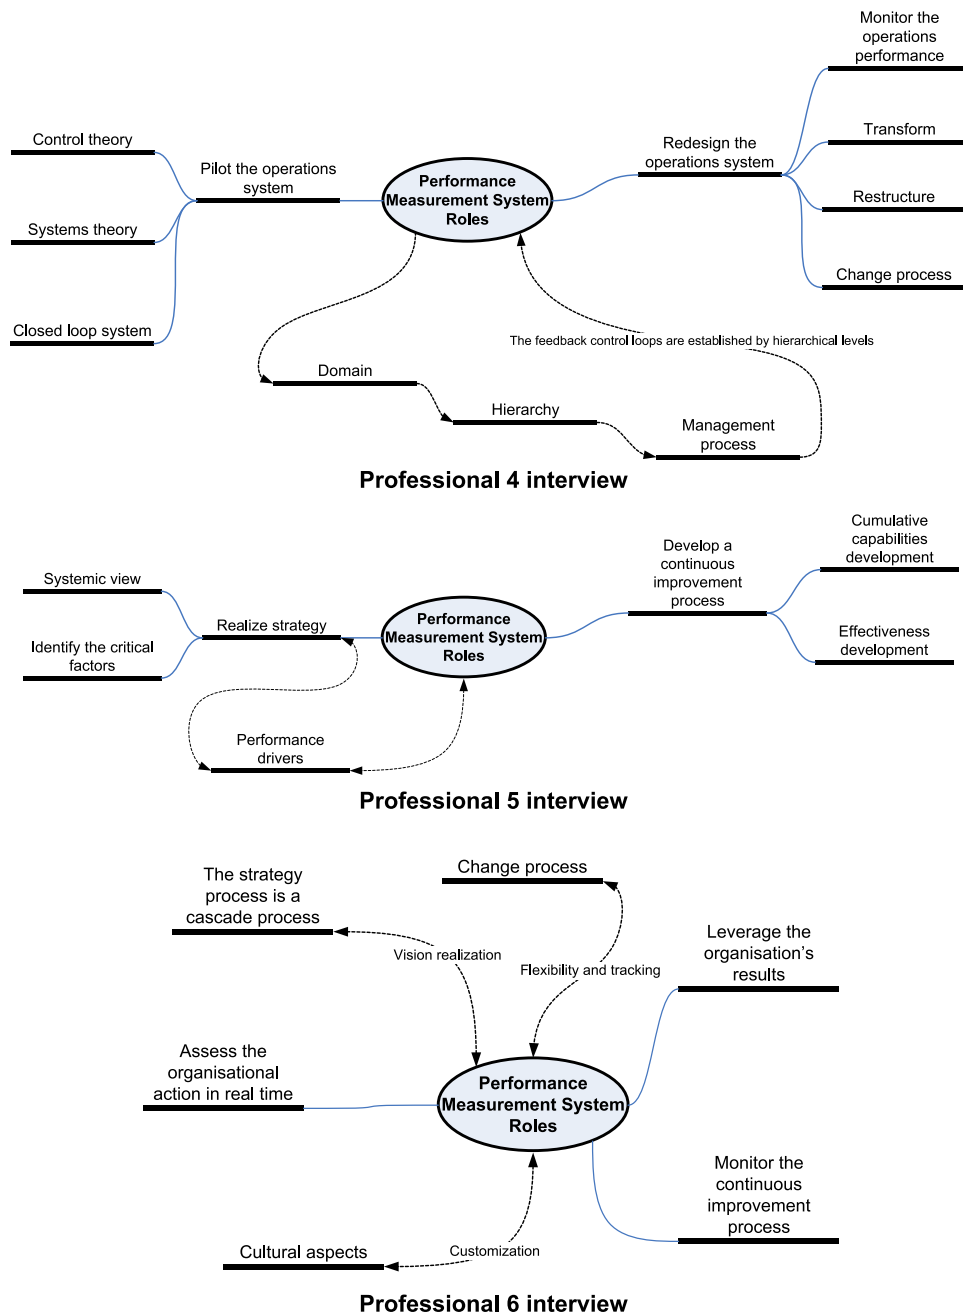 Monitor the
operations
performance
Control theory
Pilot the operations
system
Performance
Measurement System
Roles
Redesign the
operations system
Transform
Systems theory
Restructure
Closed loop system
Change process
The feedback control loops are established by hierarchical levels
Domain
Hierarchy
Management
process
Professional 4 interview
Cumulative
capabilities
development
Systemic view
Realize strategy
Identify the critical
factors
Performance
Measurement System
Roles
Develop a
continuous
improvement
process
Effectiveness
development
Performance
drivers
Professional 5 interview
The strategy
process is a
cascade process
Change process
Vision realization
Flexibility and tracking
Leverage the
organisation’s
results
Assess the
organisational
action in real time
Performance
Measurement System
Roles
Monitor the
continuous
improvement
process
Cultural aspects
Customization
Professional 6 interview